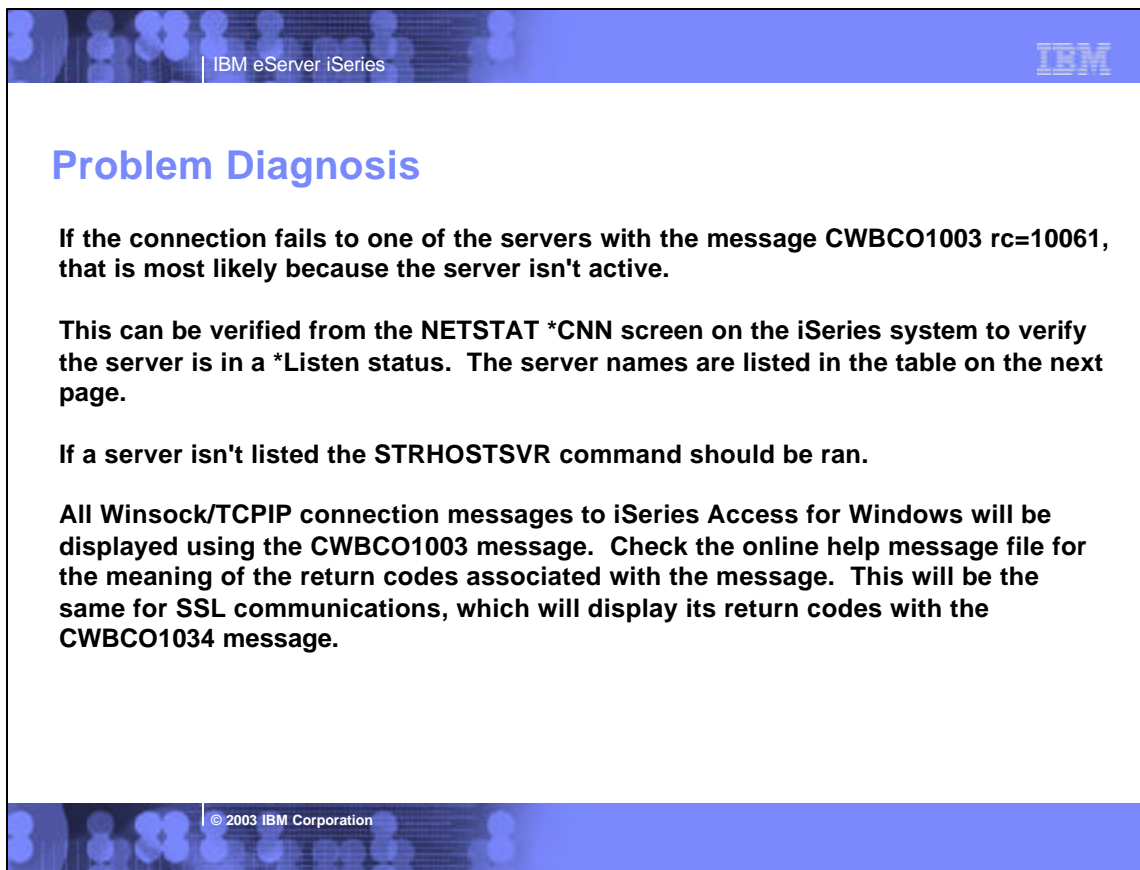 IBM eServer iSeries
IBM
Problem Diagnosis
If the connection fails to one of the servers with the message CWBCO1003 rc=10061,
that is most likely because the server isn't active.
This can be verified from the NETSTAT *CNN screen on the iSeries system to verify
the server is in a *Listen status.  The server names are listed in the table on the next
page.
If a server isn't listed the STRHOSTSVR command should be ran.
All Winsock/TCPIP connection messages to iSeries Access for Windows will be
displayed using the CWBCO1003 message.  Check the online help message file for
the meaning of the return codes associated with the message.  This will be the
same for SSL communications, which will display its return codes with the
CWBCO1034 message.
© 2003 IBM Corporation